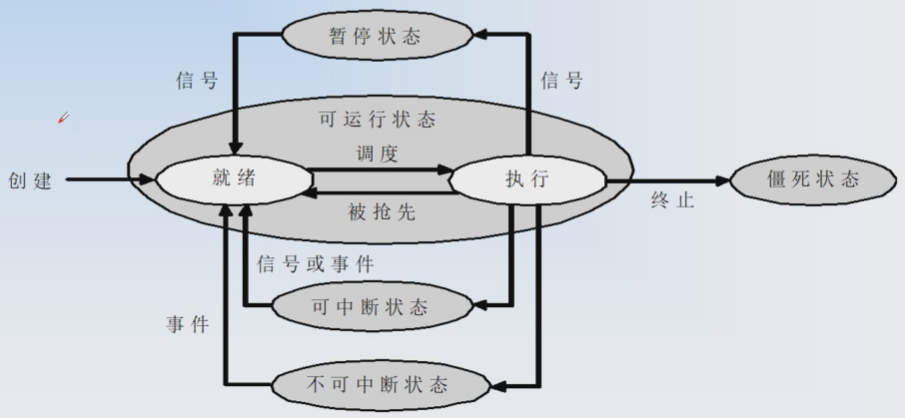 暂停状态
信号
信号
可运行状态
调度
创建
就绪
执行
僵死状态
终止
被抢先
信号或事件
可中断状态
事件
不可中断状态